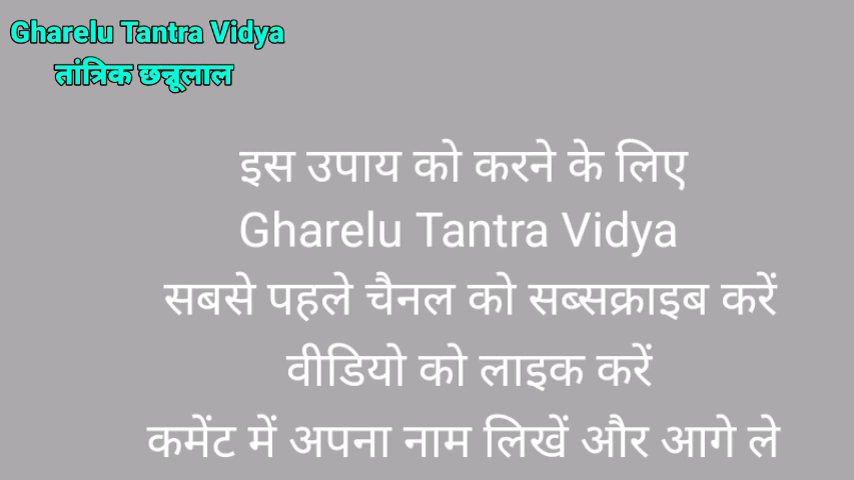 Gharelu Tantra Vidya
तांत्रिक छन्नूलाल
इस उपाय को करने के लिए
Gharelu Tantra Vidya
सबसे पहले चैनल को सब्सक्राइब करें
वीडियो को लाइक करें
कमेंट में अपना नाम लिखें और आगे ले